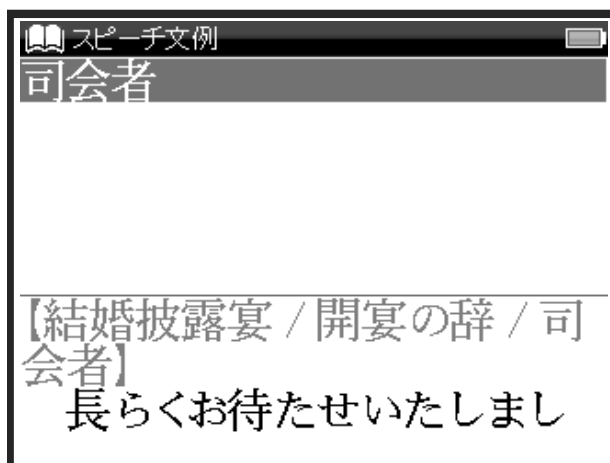 スピーチ文例
司会者
【結婚披露宴／開宴の辞／司
会者】
長らくお待たせいたしまし